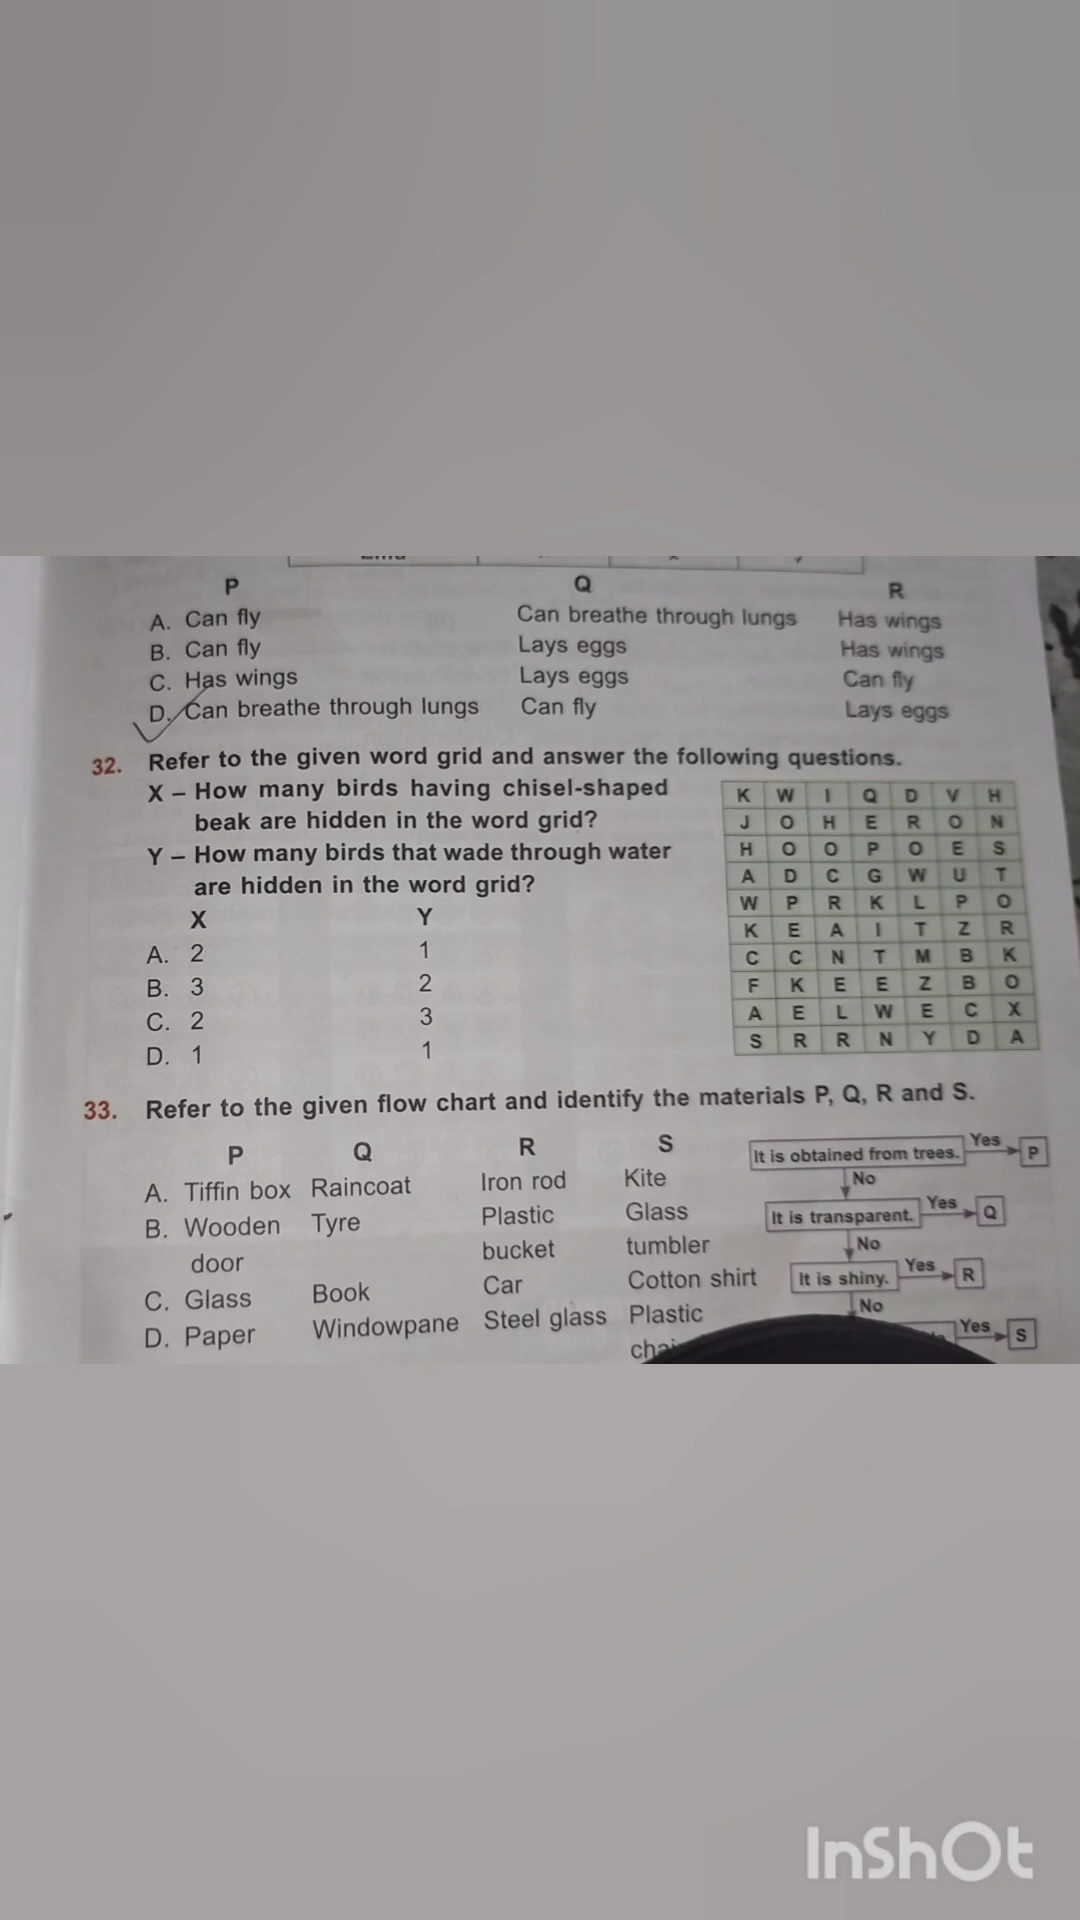 P Q R
A. Can fly Can breathe through lungs Has wings
B. Can fly Lays eggs Has wings
C. Has wings Lays eggs Can fly
D. Can breathe through lungs Can fly Lays eggs
32. Refer to the given word grid and answer the following questions.
X – How many birds having chisel-shaped
beak are hidden in the word grid?
Y – How many birds that wade through water
are hidden in the word grid?
X Y
A. 2 1
B. 3 2
C. 2 3
D. 1 1
K W I Q D V H
J O H E R O N
H O O P O E S
A D C G W U T
W P R K L P O
K E A I T Z R
C C N T M B K
F K E E Z B O
A E L W E C X
S R R N Y D A
33. Refer to the given flow chart and identify the materials P, Q, R and S.
P Q R S
A. Tiffin box Raincoat Iron rod Kite
B. Wooden Tyre Plastic Glass
door bucket tumbler
C. Glass Book Car Cotton shirt
D. Paper Windowpane Steel glass Plastic
It is obtained from trees. Yes P
No
It is transparent. Yes Q
No
It is shiny. Yes R
No
Yes S
InShOt